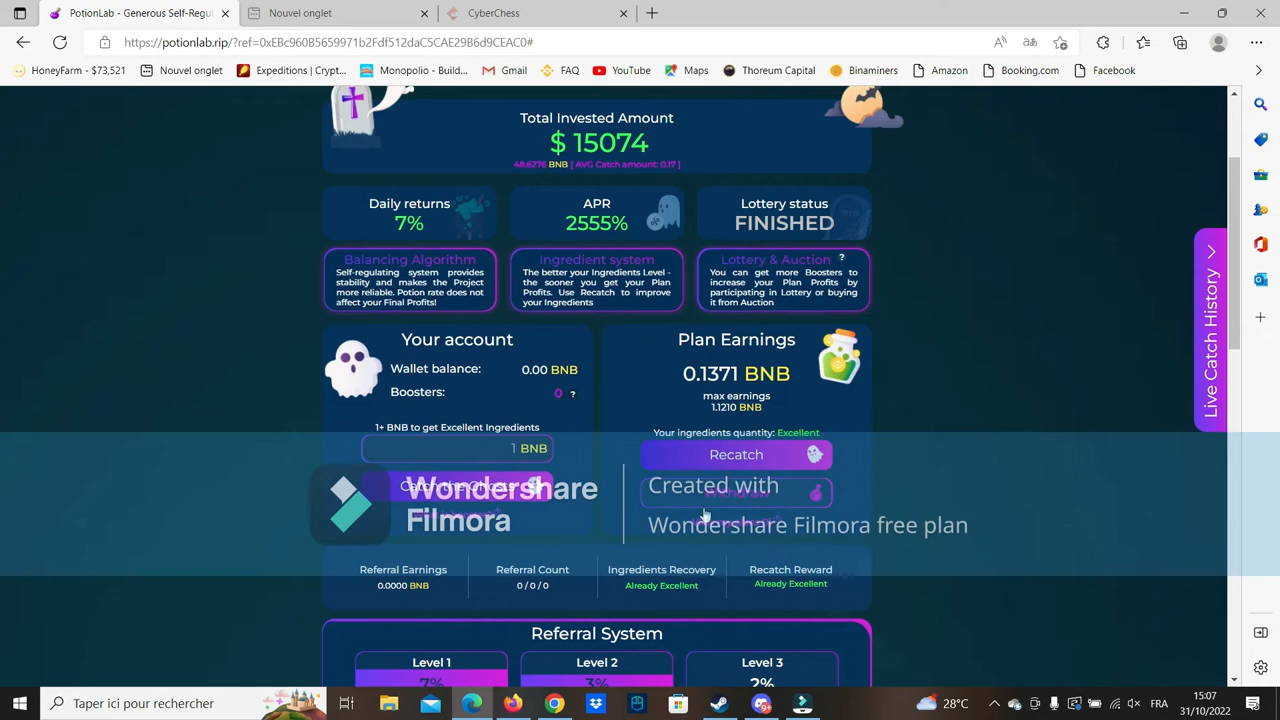 PotionLab - Generous Self-Regul
Nouvel onglet
CyberChess
https://potionlab.rip/?ref=0xEBc960B5659971b2Fdf512daC5CAE29B6d9CEAC0#
HoneyFarm - $73,521
Nouvel onglet
Expeditions | Crypt...
Monopolio - Build...
Gmail
FAQ
YouTube
Maps
Thoreum Capital
Binaminers
Amazon
Booking.com
Facebook
Total Invested Amount
$ 15074
48.6276 BNB [ AVG Catch amount: 0.17 ]
Daily returns
7%
APR
2555%
Lottery status
FINISHED
Balancing Algorithm
Self-regulating system provides
stability and makes the Project
more reliable. Potion rate does not
affect your Final Profits!
Ingredient system
The better your Ingredients Level -
the sooner you get your Plan
Profits. Use Recatch to improve
your Ingredients
Lottery & Auction ?
You can get more Boosters to
increase your Plan Profits by
participating in Lottery or buying
it from Auction
Your account
Wallet balance: 0.00 BNB
Boosters: 0 ?
1+ BNB to get Excellent Ingredients
1 BNB
Catch the Ghosts
Plan Earnings
0.1371 BNB
max earnings
1.1210 BNB
Your ingredients quantity: Excellent
Recatch
Withdraw
Wondershare
Filmora
Created with
Wondershare Filmora free plan
Referral Earnings
0.0000 BNB
Referral Count
0 / 0 / 0
Ingredients Recovery
Already Excellent
Recatch Reward
Already Excellent
Referral System
Level 1
7%
Level 2
3%
Level 3
2%
Live Catch History
Taper ici pour rechercher
28°C
FRA
15:07
31/10/2022